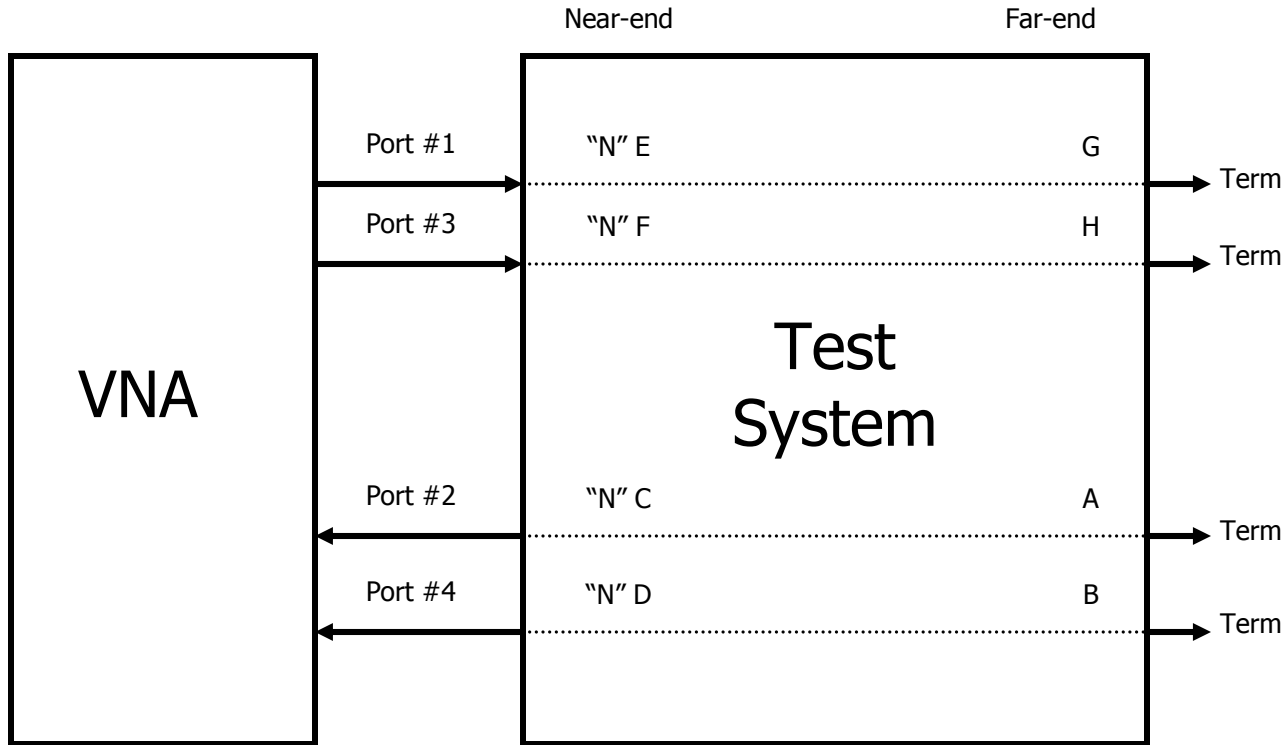 Near-end
Far-end
Port #1
“N” E
G
Term
Port #3
“N” F
H
Term
VNA
Test
System
Port #2
“N” C
A
Term
Port #4
“N” D
B
Term